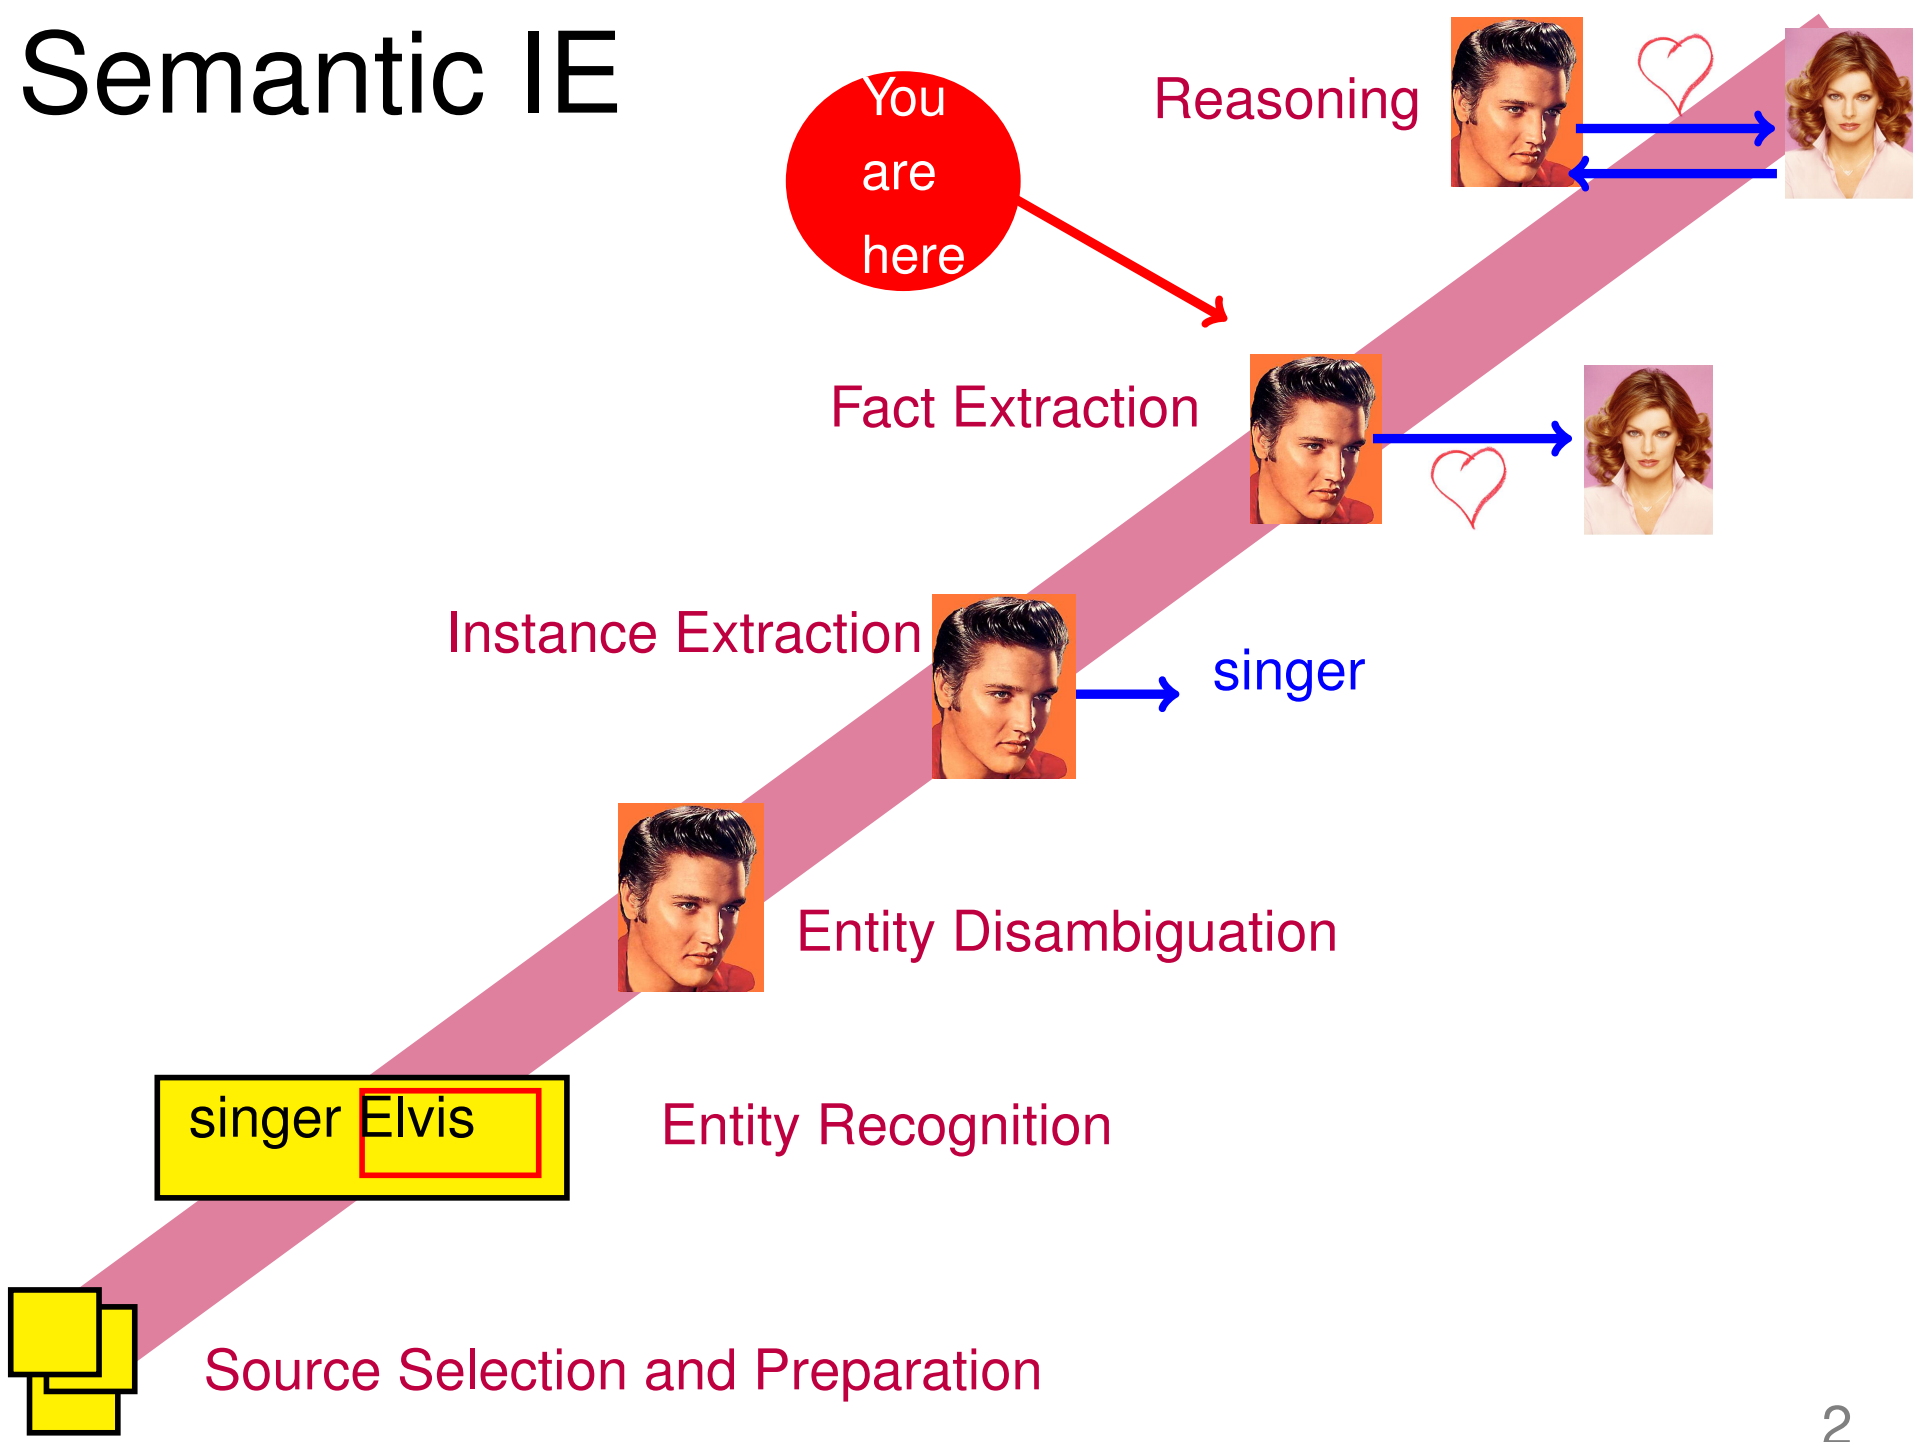 Semantic IE
You
are
here
Reasoning
Fact Extraction
Instance Extraction
singer
Entity Disambiguation
singer Elvis
Entity Recognition
Source Selection and Preparation
2